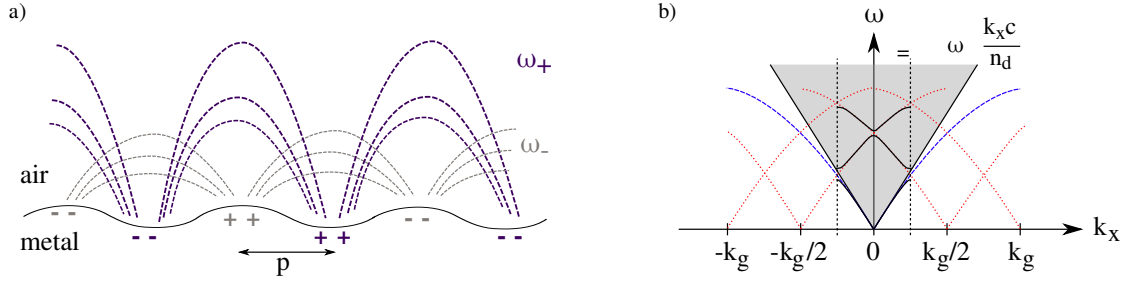 a)
ω+
ω-
air
- -
+ +
- -
metal
- -
+ +
- -
p
b)
ω
= ω kxc
nd
-kg
-kg/2
0
kg/2
kg
kx